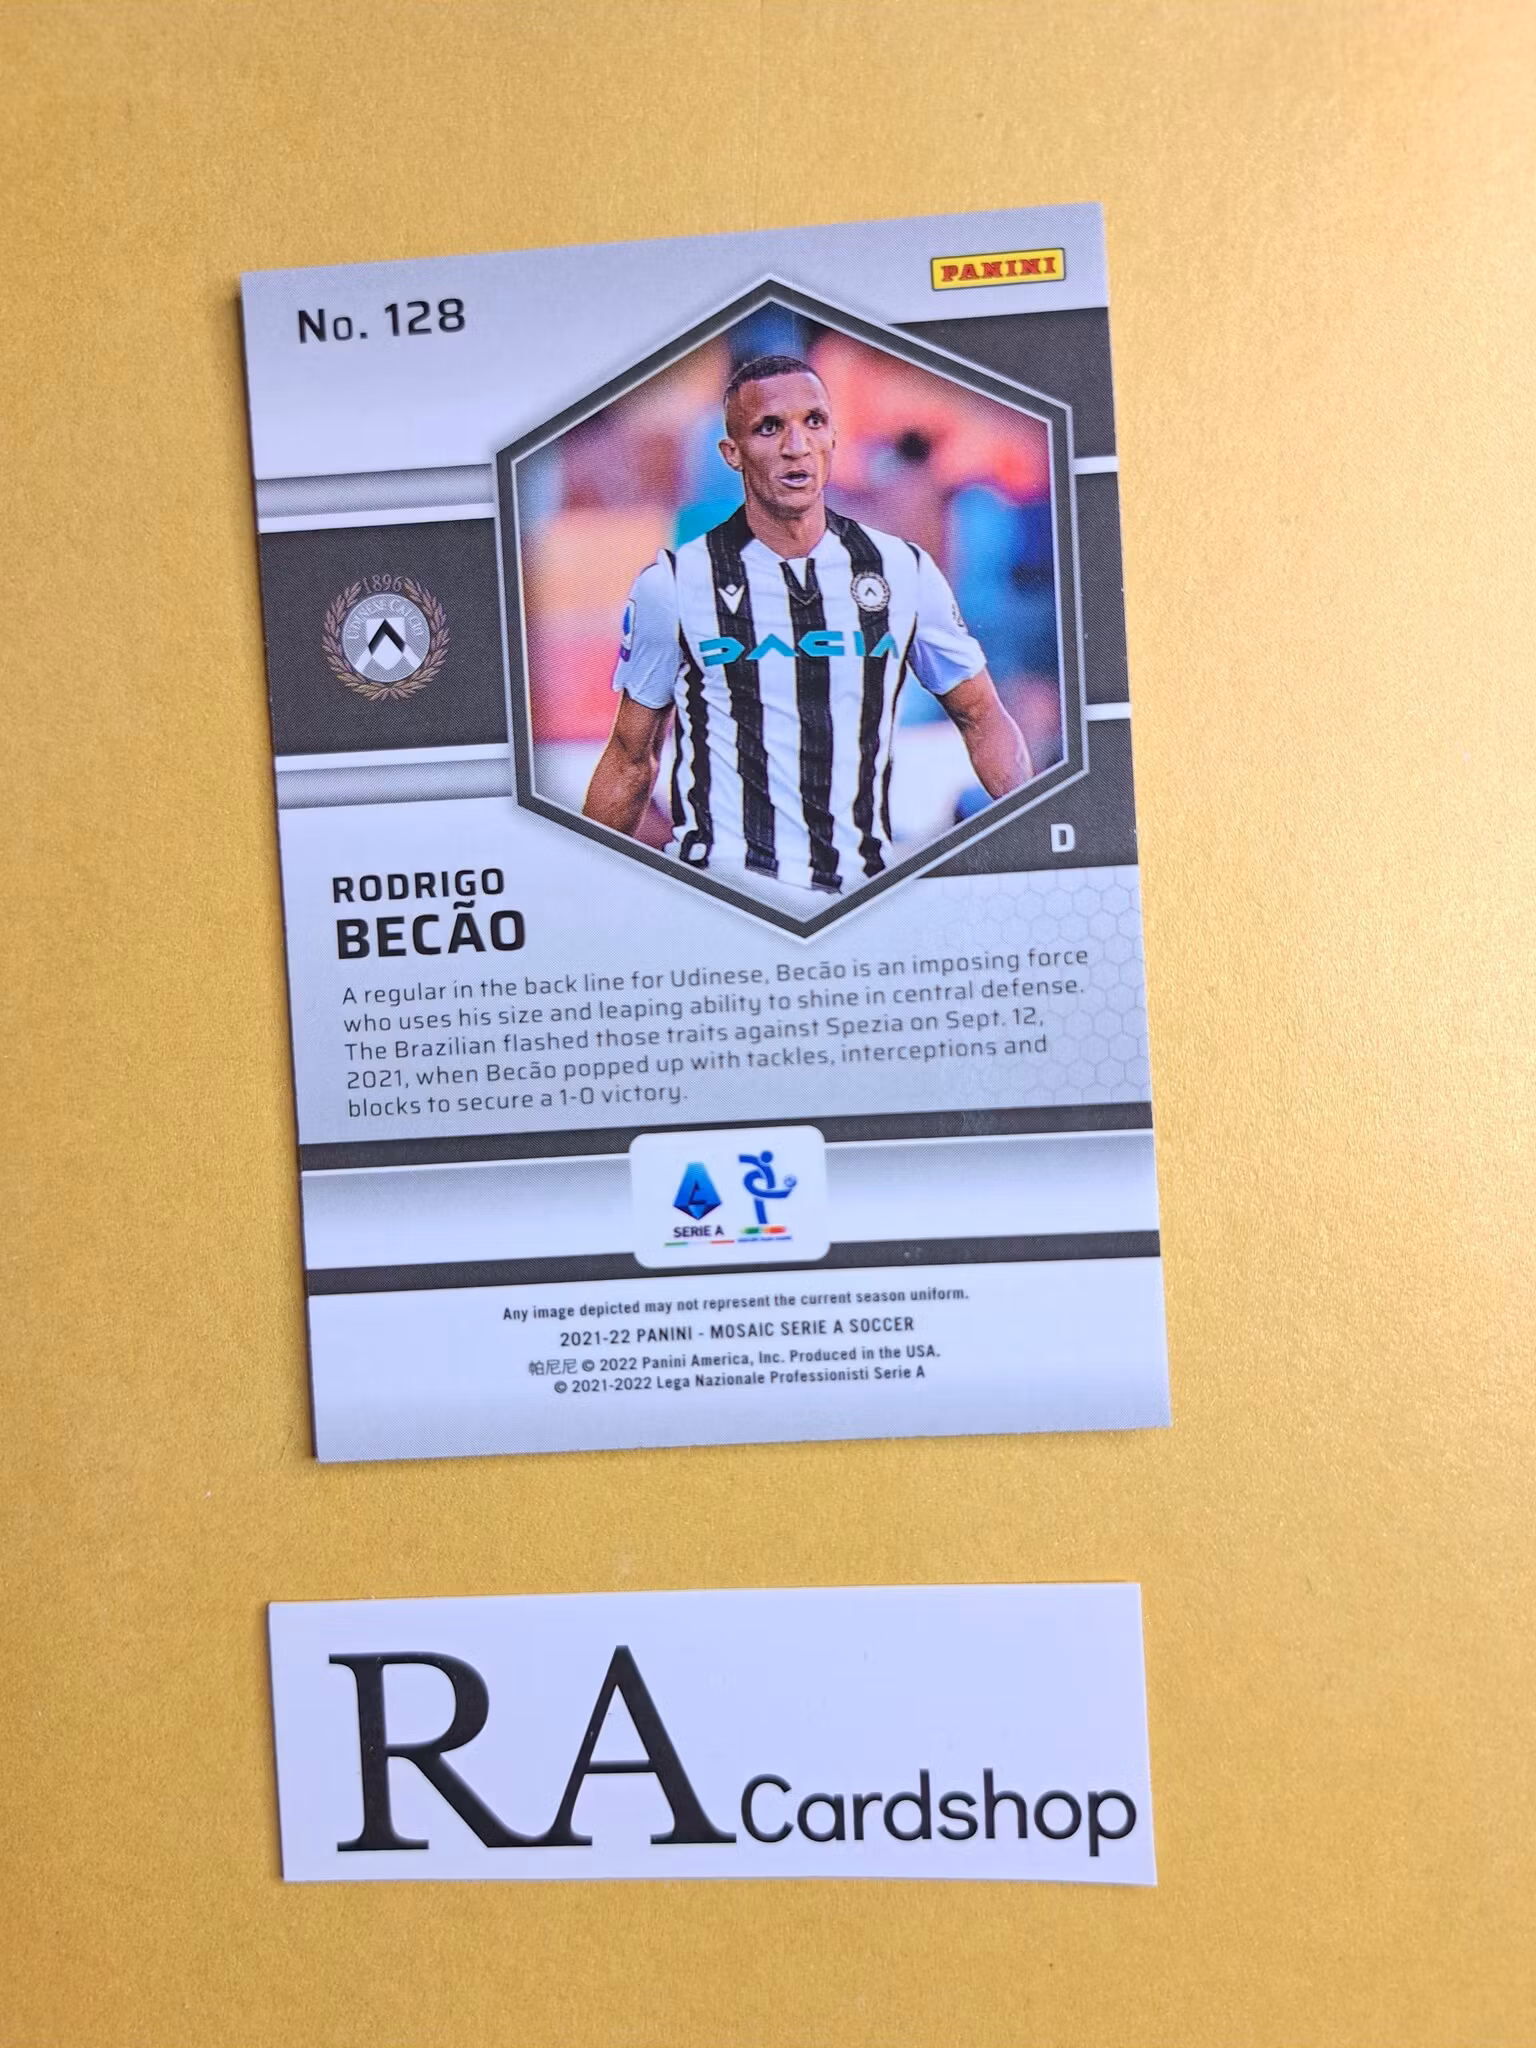 PANINI
No. 128
1896
UDINESE CALCIO
DACIA
D
RODRIGO
BECÃO
A regular in the back line for Udinese, Becão is an imposing force
who uses his size and leaping ability to shine in central defense.
The Brazilian flashed those traits against Spezia on Sept. 12,
2021, when Becão popped up with tackles, interceptions and
blocks to secure a 1-0 victory.
SERIE A
Any image depicted may not represent the current season uniform.
2021-22 PANINI - MOSAIC SERIE A SOCCER
帕尼尼 © 2022 Panini America, Inc. Produced in the USA.
© 2021-2022 Lega Nazionale Professionisti Serie A
RA Cardshop